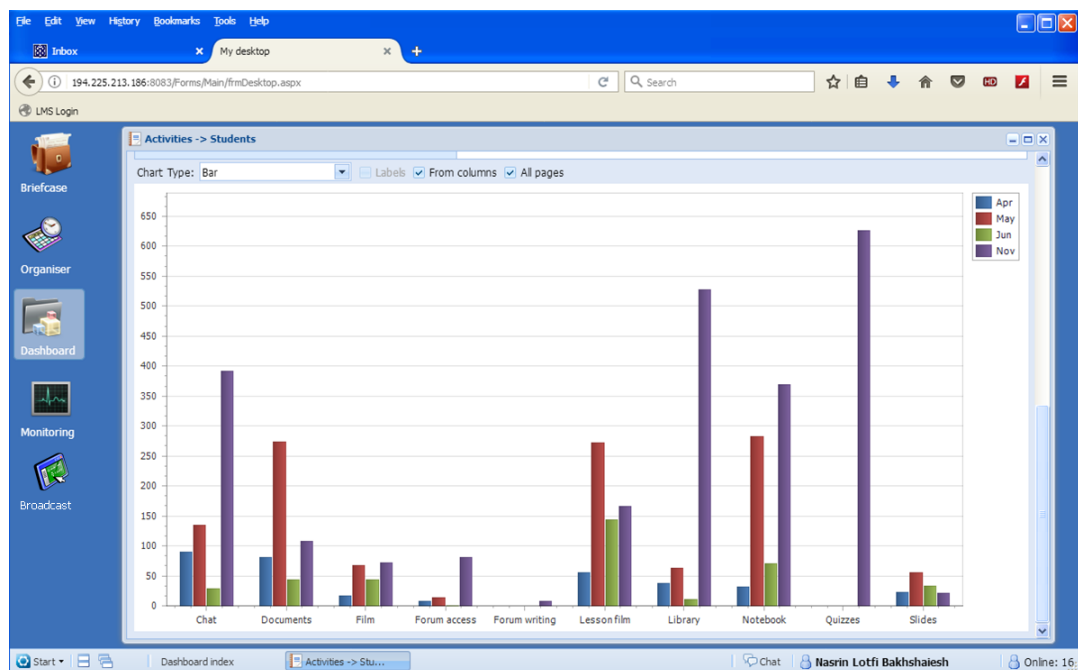 File Edit View History Bookmarks Tools Help
Inbox
My desktop
194.225.213.186:8083/Forms/Main/frmDesktop.aspx
Search
HD
LMS Login
Briefcase
Organiser
Dashboard
Monitoring
Broadcast
Activities -> Students
Chart Type: Bar Labels From columns All pages
650
600
550
500
450
400
350
300
250
200
150
100
50
0
Chat Documents Film Forum access Forum writing Lesson film Library Notebook Quizzes Slides
Apr
May
Jun
Nov
Start Dashboard index Activities -> Stu... Chat Nasrin Lotfi Bakhshaiesh Online: 16